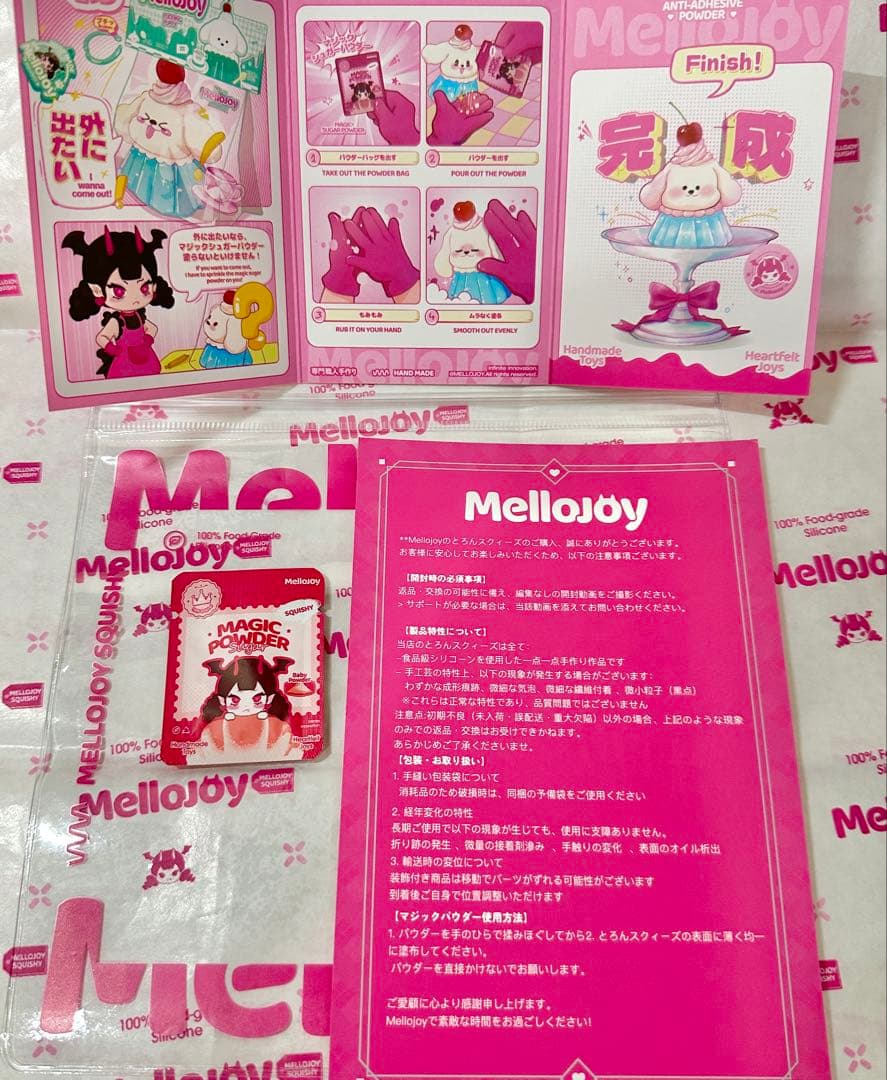 MelloJoy
外に
出たい
I
wanna
come out!
外に出たいなら、
マジックシュガーパウダー
塗らないといけません！
If you want to come out,
I have to sprinkle the magic sugar
powder on you!
マジック
シュガーパウダー
MAGIC
SUGAR POWDER
1 パウダーバッグを出す
TAKE OUT THE POWDER BAG
2 パウダーを出す
POUR OUT THE POWDER
3 もみもみ
RUB IT ON YOUR HAND
4 ムラなく塗る
SMOOTH OUT EVENLY
MelloJoy
専門職人手作り
HAND MADE
Infinite innovation.
@MELLOJOY.All rights reserved.
ANTI-ADHESIVE
POWDER
MelloJoy
Finish!
完成
Handmade
Toys
Heartfelt
Joys
MelloJoy
MELLOJOY
SQUISHY
100% Food-grade
Silicone
MELLOJOY SQUISHY
MelloJoy
SQUISHY
MAGIC
POWDER
Sugar
Baby
Powder
Handmade
Toys
Heartfelt
Joys
MelloJoy
**Mellojoyのとろんスクィーズのご購入、誠にありがとうございます。
お客様に安心してお楽しみいただくため、以下の注意事項ございます。
【開封時の必須事項】
返品・交換の可能性に備え、編集なしの開封動画をご撮影ください。
> サポートが必要な場合は、当該動画を添えてお問い合わせください。
【製品特性について】
当店のとろんスクィーズは全て：
-食品級シリコーンを使用した一点一点手作り作品です
– 手工芸の特性上、以下の現象が発生する場合がございます：
わずかな成形痕跡、微細な気泡、微細な繊維付着 、微小粒子（黒点）
※これらは正常な特性であり、品質問題ではございません
注意点:初期不良（未入荷・誤配送・重大欠陥）以外の場合、上記のような現象
のみでの返品・交換はお受けできかねます。
あらかじめご了承くださいませ。
【包装・お取り扱い】
1. 手縫い包装袋について
消耗品のため破損時は、同梱の予備袋をご使用ください
2. 経年変化の特性
長期ご使用で以下の現象が生じても、使用に支障ありません。
折り跡の発生 、微量の接着剤滲み 、手触りの変化 、表面のオイル析出
3. 輸送時の変位について
装飾付き商品は移動でパーツがずれる可能性がございます
到着後ご自身で位置調整いただけます
【マジックパウダー使用方法】
1. パウダーを手のひらで揉みほぐしてから2. とろんスクィーズの表面に薄く均一
に塗布してください。
パウダーを直接かけないでお願いします。
ご愛顧に心より感謝申し上げます。
Mellojoyで素敵な時間をお過ごしください!